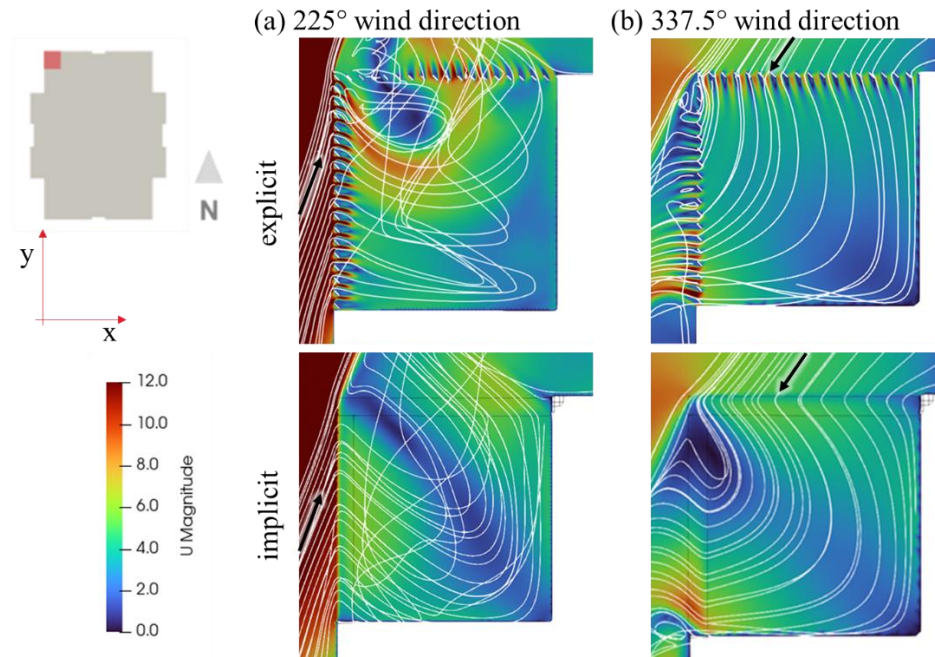 (a) 225° wind direction
(b) 337.5° wind direction
N
y
x
explicit
implicit
12.0
10.0
8.0
6.0
4.0
2.0
0.0
U Magnitude